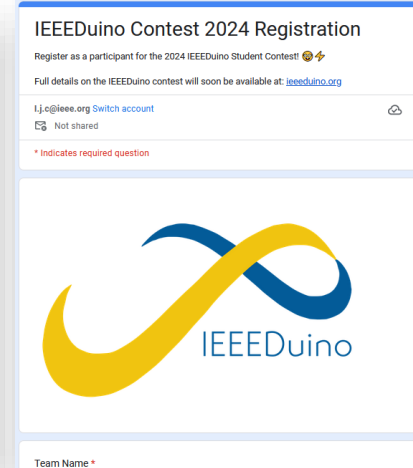 IEEEDuino Contest 2024 Registration
Register as a participant for the 2024 IEEEDuino Student Contest! 🤓⚡
Full details on the IEEEDuino contest will soon be available at: ieeeduino.org
l.j.c@ieee.org Switch account
Not shared
* Indicates required question
IEEEDuino
Team Name *